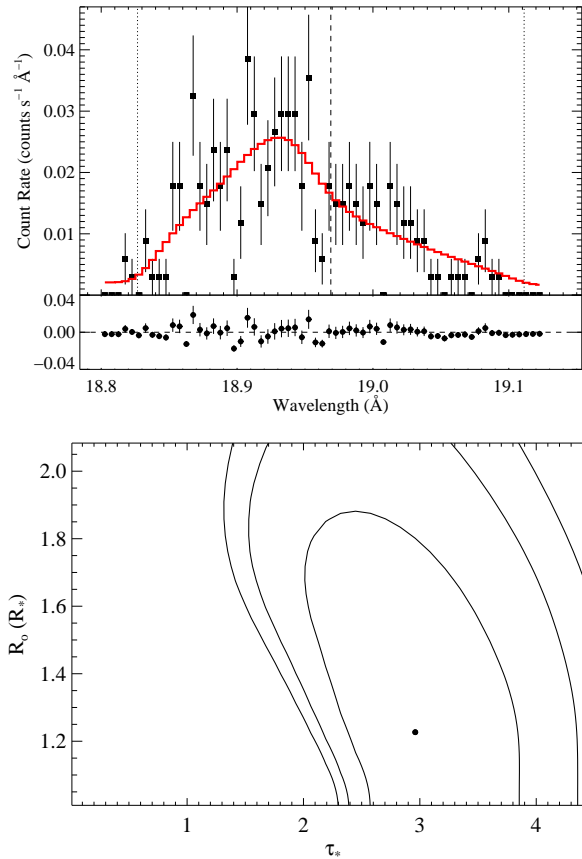 0.04
0.03
0.02
0.01
Count Rate (counts s⁻¹ Å⁻¹)
0.04
0.00
−0.04
18.8 18.9 19.0 19.1
Wavelength (Å)
2.0
1.8
1.6
1.4
1.2
R₀ (R*)
1 2 3 4
τ*